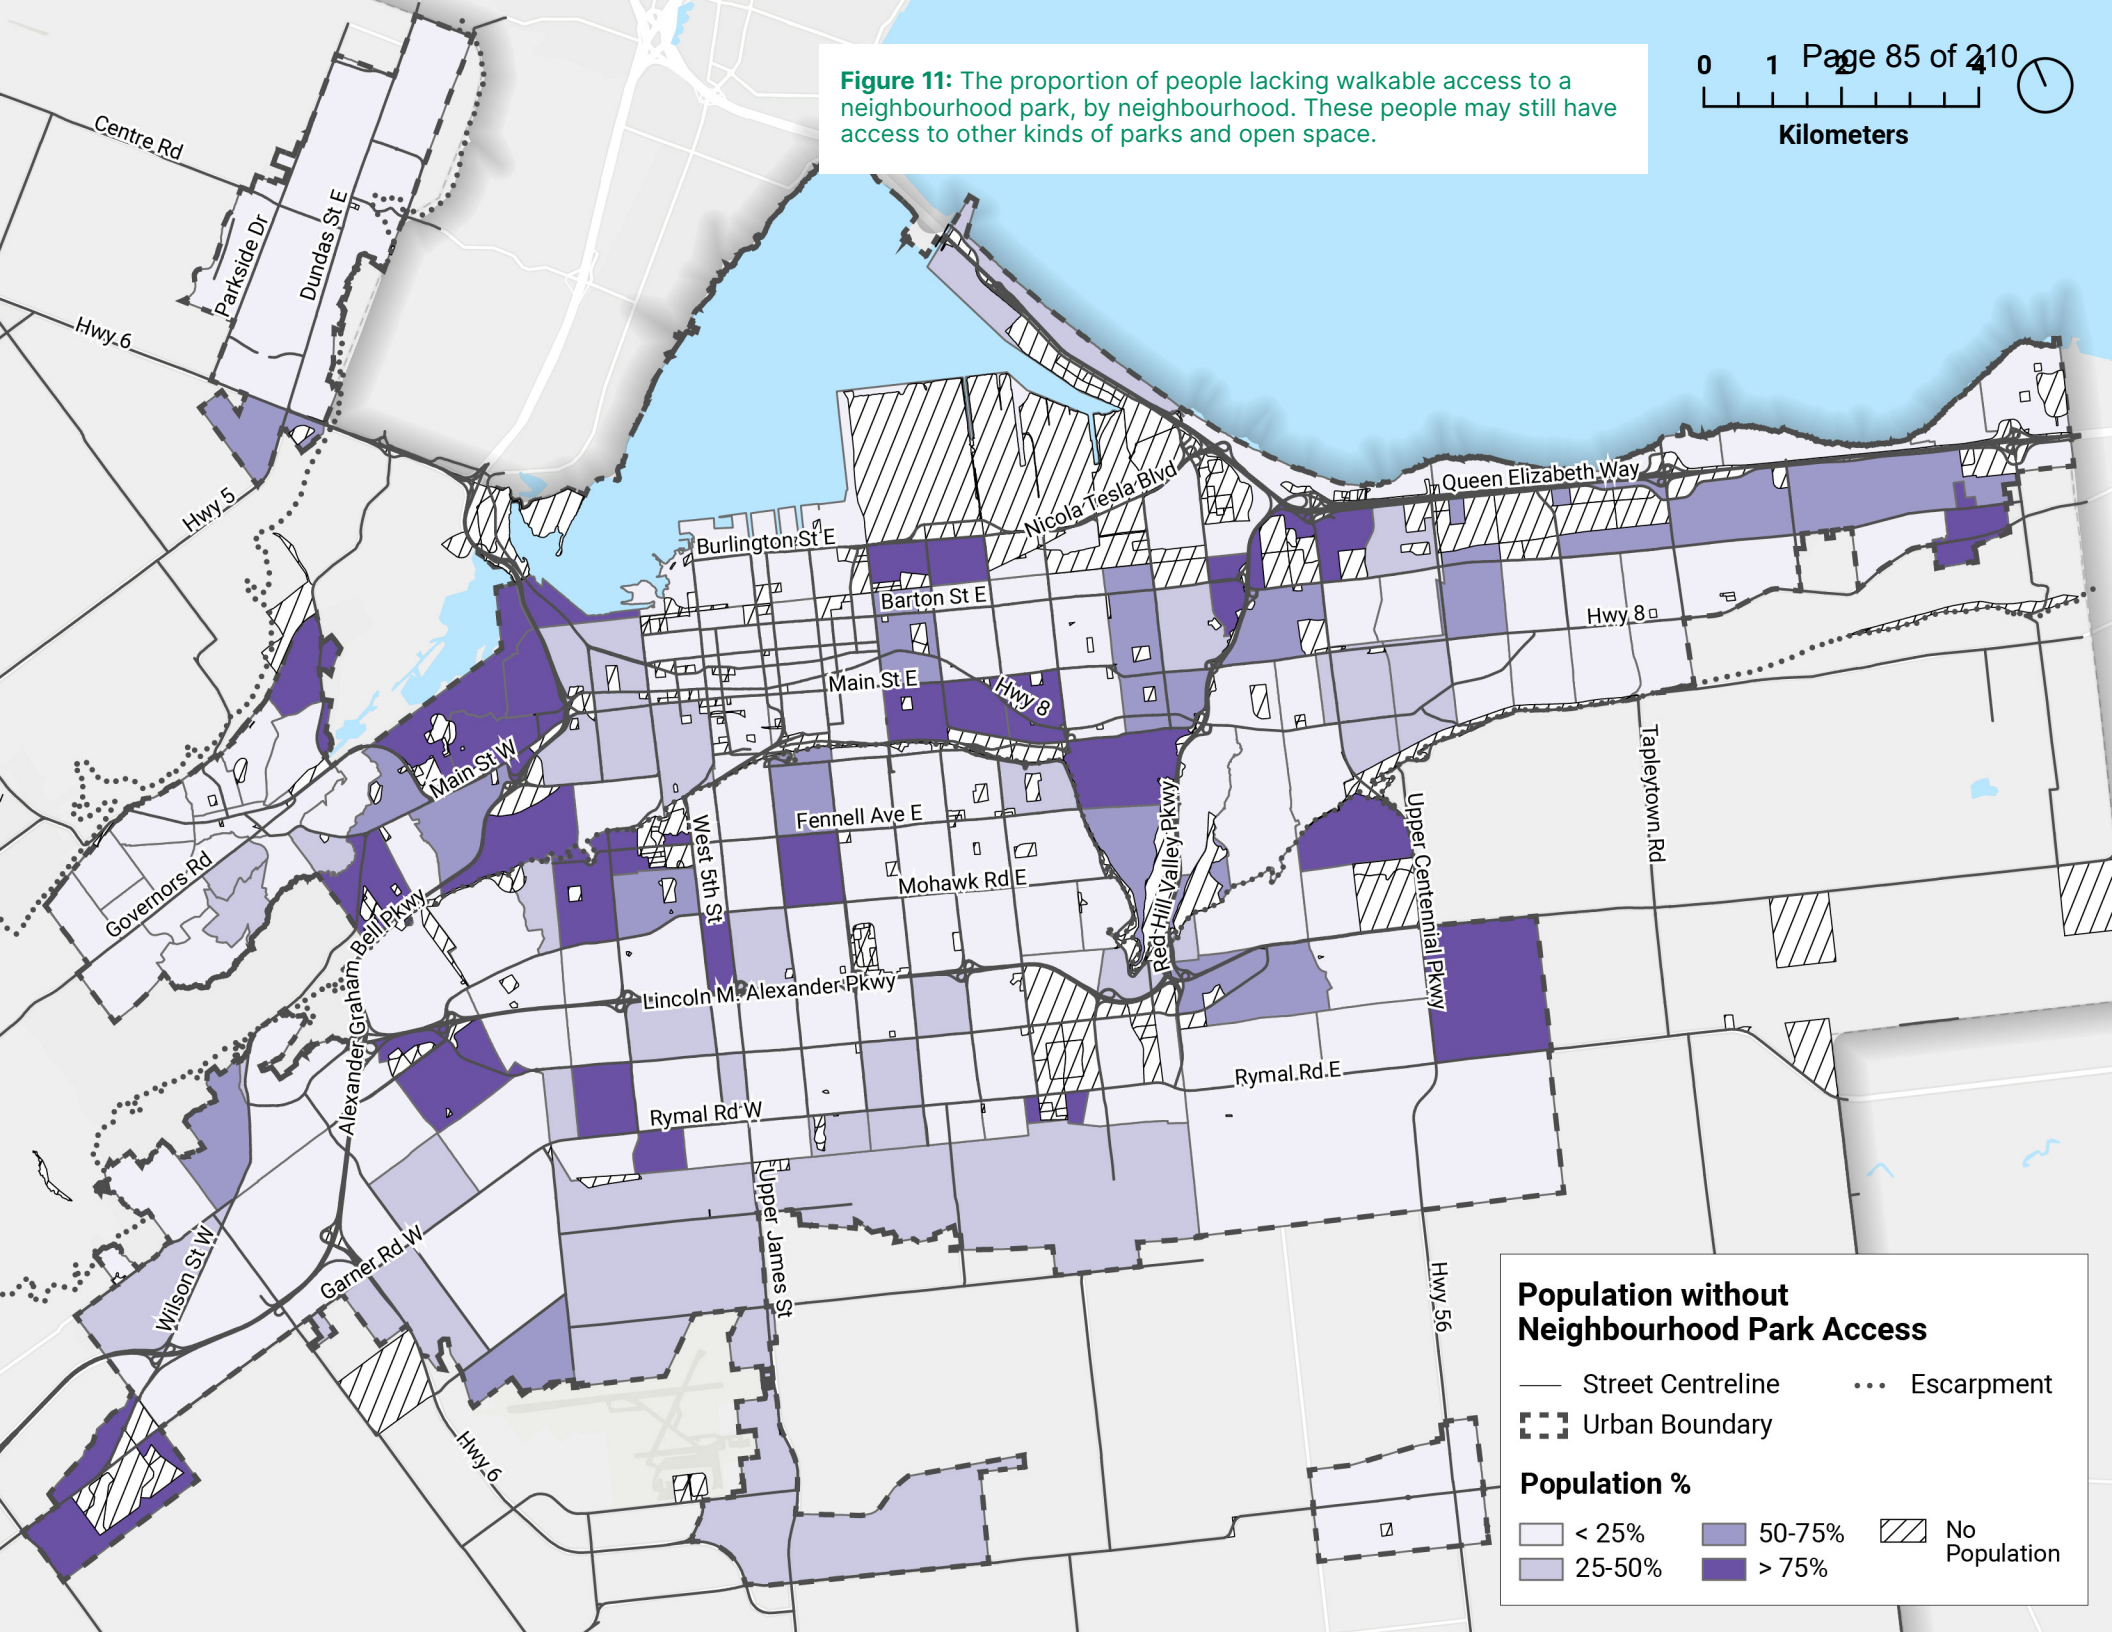 Figure 11: The proportion of people lacking walkable access to a
neighbourhood park, by neighbourhood. These people may still have
access to other kinds of parks and open space.
Page 85 of 210
0 1 2 4
Kilometers
Centre Rd
Parkside Dr
Dundas St E
Hwy 6
Hwy 5
Queen Elizabeth Way
Nicola Tesla Blvd
Burlington St E
Barton St E
Hwy 8
Main St E
Hwy 8
Main St W
Tapleytown Rd
Fennell Ave E
West 5th St
Red Hill Valley Pkwy
Upper Centennial Pkwy
Governors Rd
Mohawk Rd E
Alexander Graham Bell Pkwy
Lincoln M. Alexander Pkwy
Rymal Rd E
Rymal Rd W
Upper James St
Wilson St W
Garner Rd W
Hwy 56
Hwy 6
Population without
Neighbourhood Park Access
Street Centreline
Escarpment
Urban Boundary
Population %
< 25%
50-75%
No
Population
25-50%
> 75%